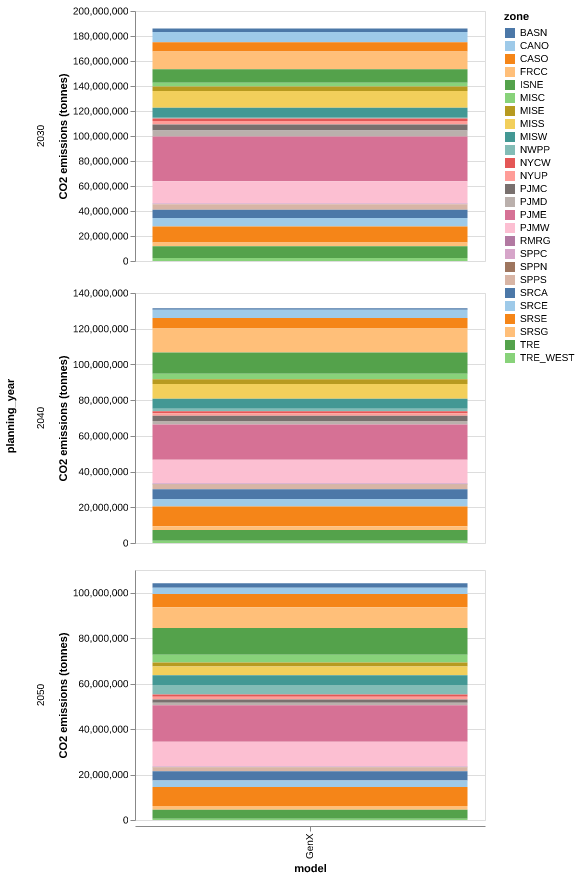 planning_year
2030
CO2 emissions (tonnes)
200,000,000
180,000,000
160,000,000
140,000,000
120,000,000
100,000,000
80,000,000
60,000,000
40,000,000
20,000,000
0
2040
CO2 emissions (tonnes)
140,000,000
120,000,000
100,000,000
80,000,000
60,000,000
40,000,000
20,000,000
0
2050
CO2 emissions (tonnes)
100,000,000
80,000,000
60,000,000
40,000,000
20,000,000
0
GenX
model
zone
BASN
CANO
CASO
FRCC
ISNE
MISC
MISE
MISS
MISW
NWPP
NYCW
NYUP
PJMC
PJMD
PJME
PJMW
RMRG
SPPC
SPPN
SPPS
SRCA
SRCE
SRSE
SRSG
TRE
TRE_WEST